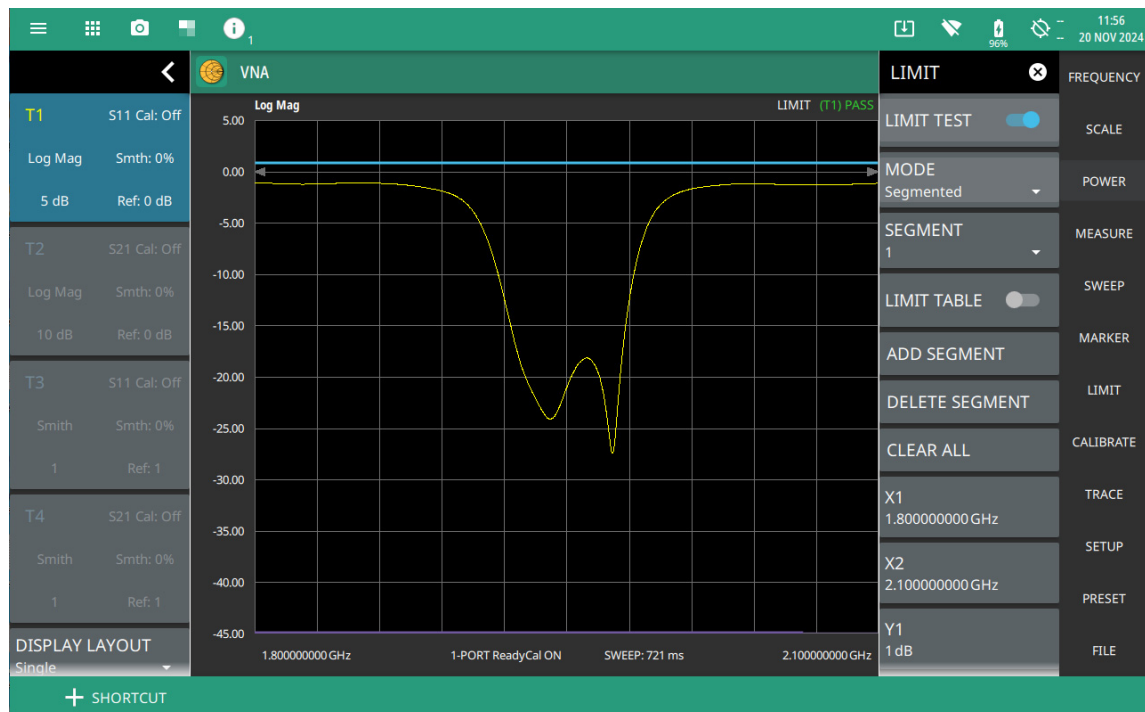 1
96%
--
--
11:56
20 NOV 2024
T1 S11 Cal: Off
Log Mag Smth: 0%
5 dB Ref: 0 dB
T2 S21 Cal: Off
Log Mag Smth: 0%
10 dB Ref: 0 dB
T3 S11 Cal: Off
Smith Smth: 0%
1 Ref: 1
T4 S21 Cal: Off
Smith Smth: 0%
1 Ref: 1
DISPLAY LAYOUT
Single
VNA
Log Mag LIMIT (T1) PASS
5.00
0.00
-5.00
-10.00
-15.00
-20.00
-25.00
-30.00
-35.00
-40.00
-45.00
1.800000000 GHz 1-PORT ReadyCal ON SWEEP: 721 ms 2.100000000 GHz
LIMIT
LIMIT TEST
MODE
Segmented
SEGMENT
1
LIMIT TABLE
ADD SEGMENT
DELETE SEGMENT
CLEAR ALL
X1
1.800000000 GHz
X2
2.100000000 GHz
Y1
1 dB
FREQUENCY
SCALE
POWER
MEASURE
SWEEP
MARKER
LIMIT
CALIBRATE
TRACE
SETUP
PRESET
FILE
+ SHORTCUT